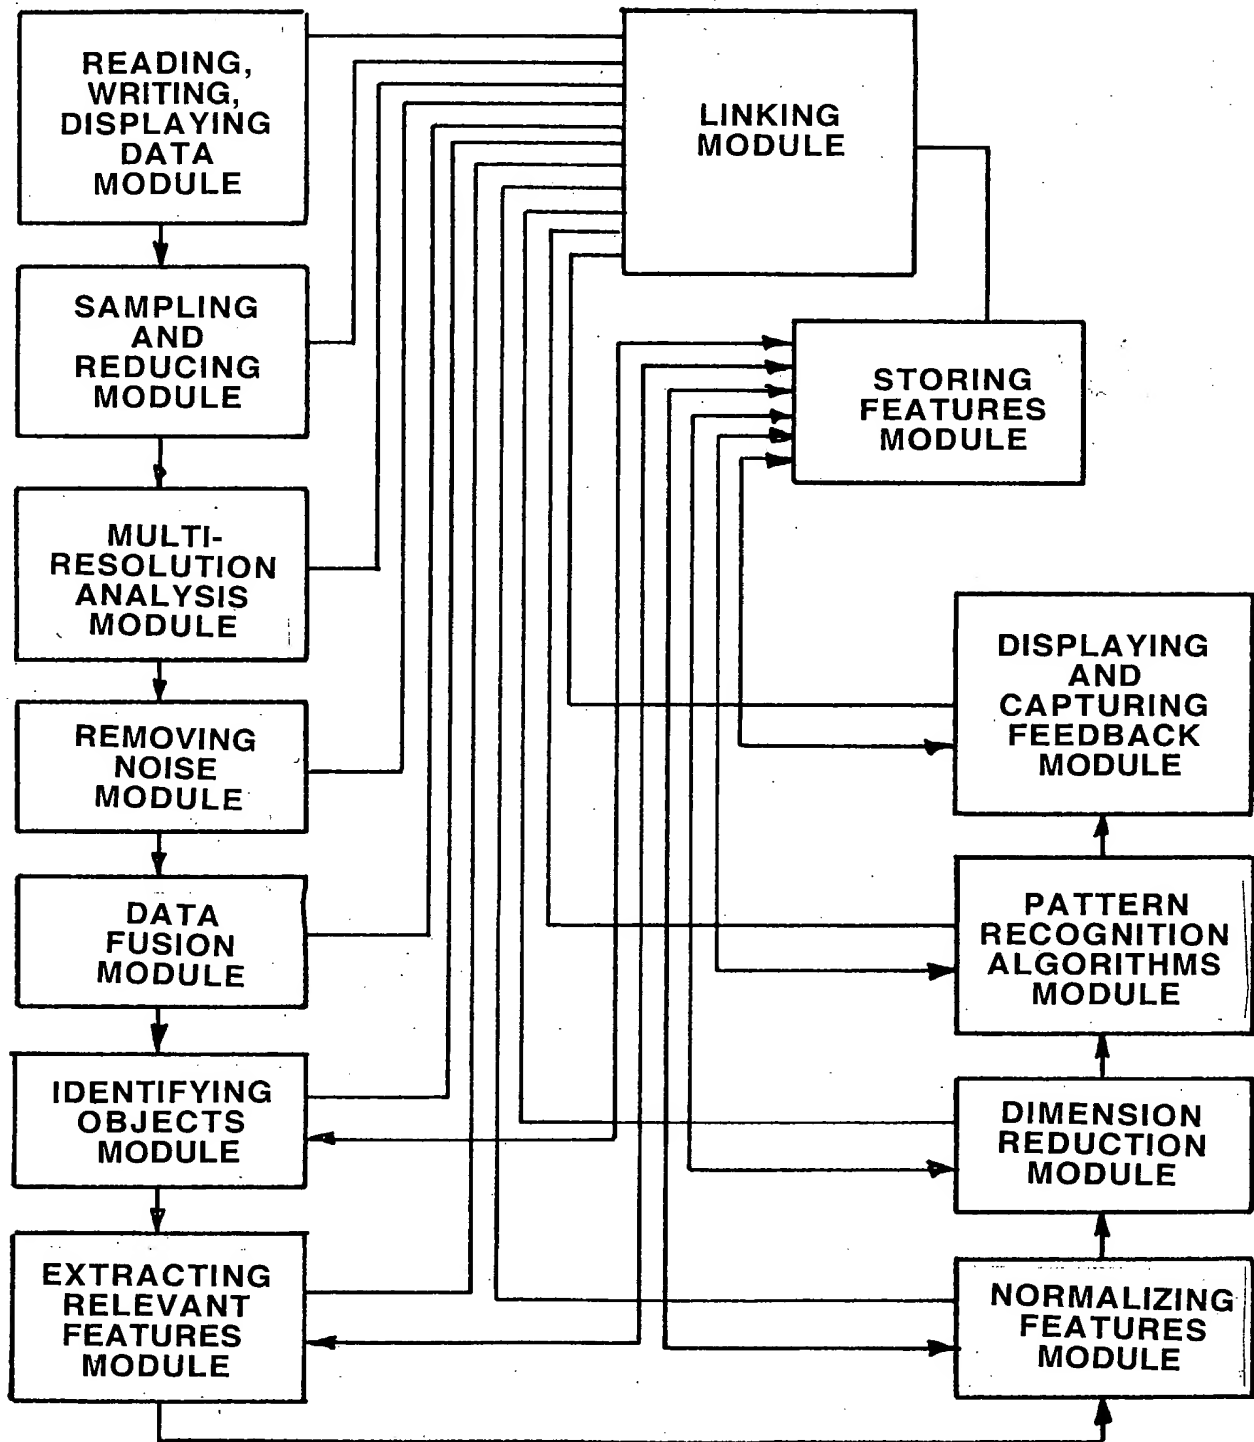 READING,
WRITING,
DISPLAYING
DATA
MODULE
LINKING
MODULE
SAMPLING
AND
REDUCING
MODULE
STORING
FEATURES
MODULE
MULTI-
RESOLUTION
ANALYSIS
MODULE
DISPLAYING
AND
CAPTURING
FEEDBACK
MODULE
REMOVING
NOISE
MODULE
DATA
FUSION
MODULE
PATTERN
RECOGNITION
ALGORITHMS
MODULE
IDENTIFYING
OBJECTS
MODULE
DIMENSION
REDUCTION
MODULE
EXTRACTING
RELEVANT
FEATURES
MODULE
NORMALIZING
FEATURES
MODULE